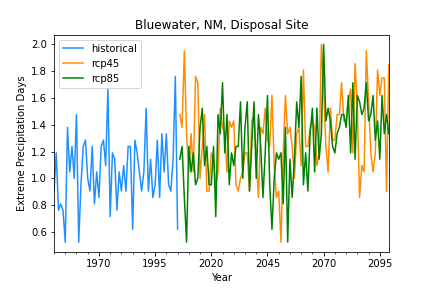 Bluewater, NM, Disposal Site
historical
rcp45
rcp85
Extreme Precipitation Days
2.0
1.8
1.6
1.4
1.2
1.0
0.8
0.6
1970
1995
2020
2045
2070
2095
Year